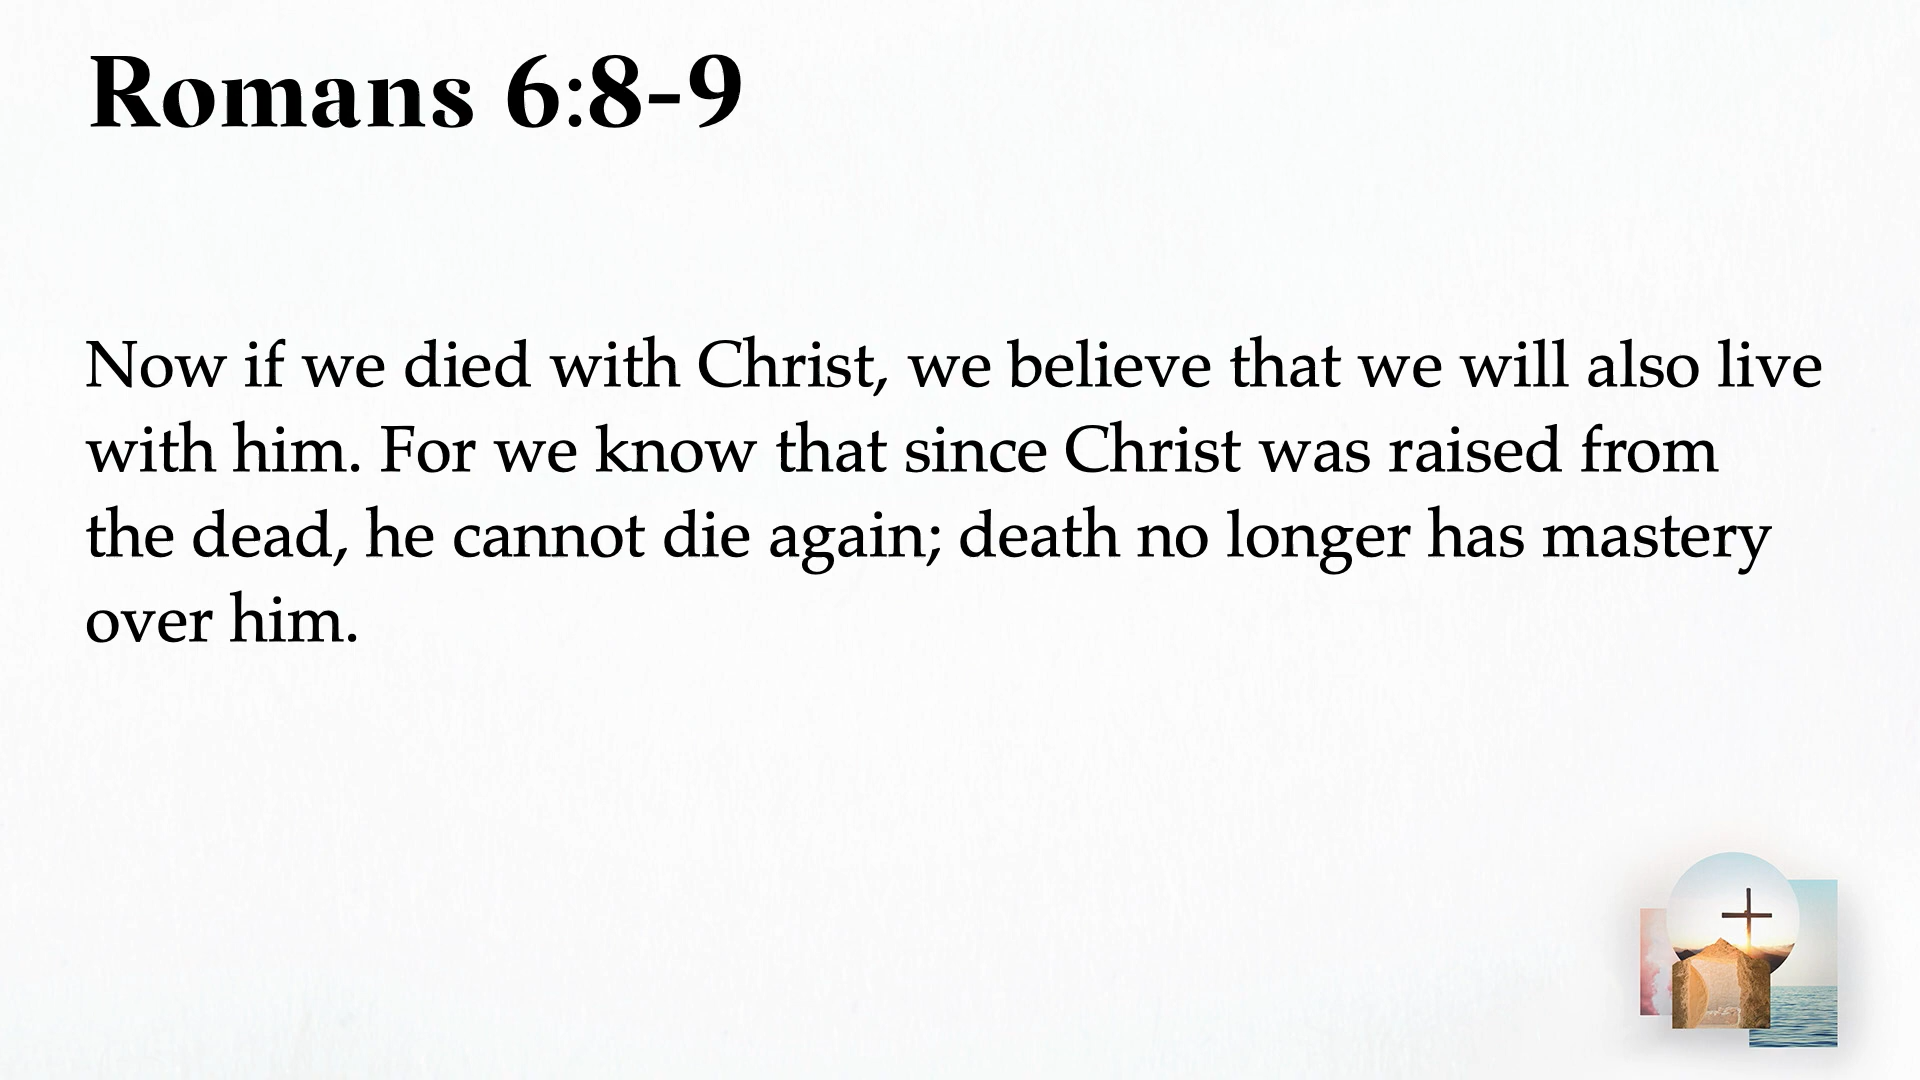 Romans 6:8-9
Now if we died with Christ, we believe that we will also live
with him. For we know that since Christ was raised from
the dead, he cannot die again; death no longer has mastery
over him.